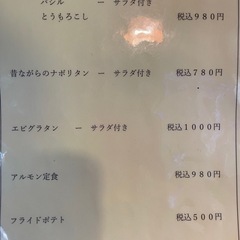 バジル ー サラダ付き
とうもろこし 税込980円
昔ながらのナポリタン ー サラダ付き 税込780円
エビグラタン ー サラダ付き 税込1000円
アルモン定食 税込980円
フライドポテト 税込500円